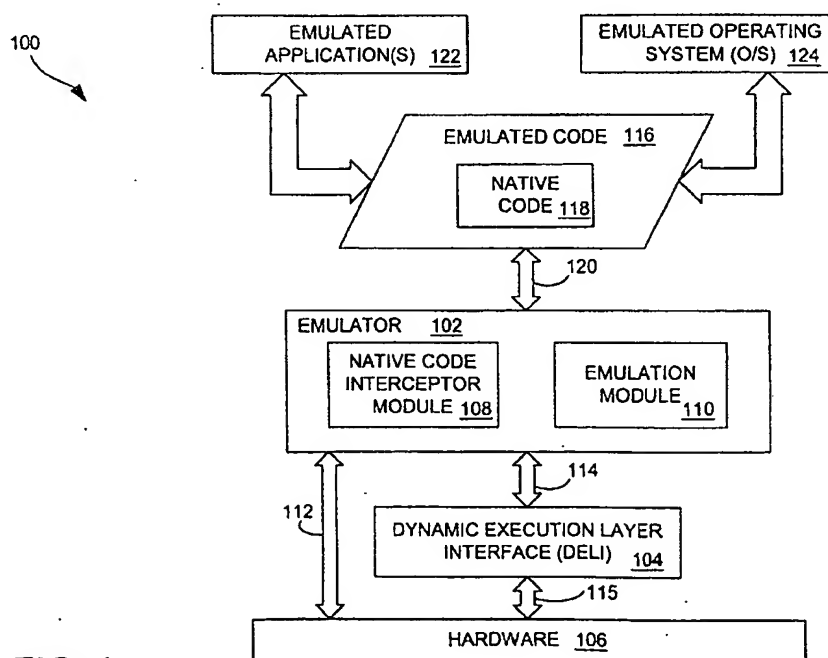 100
EMULATED
APPLICATION(S) 122
EMULATED OPERATING
SYSTEM (O/S) 124
EMULATED CODE 116
NATIVE
CODE 118
120
EMULATOR 102
NATIVE CODE
INTERCEPTOR
MODULE 108
EMULATION
MODULE 110
112
114
DYNAMIC EXECUTION LAYER
INTERFACE (DELI) 104
115
HARDWARE 106